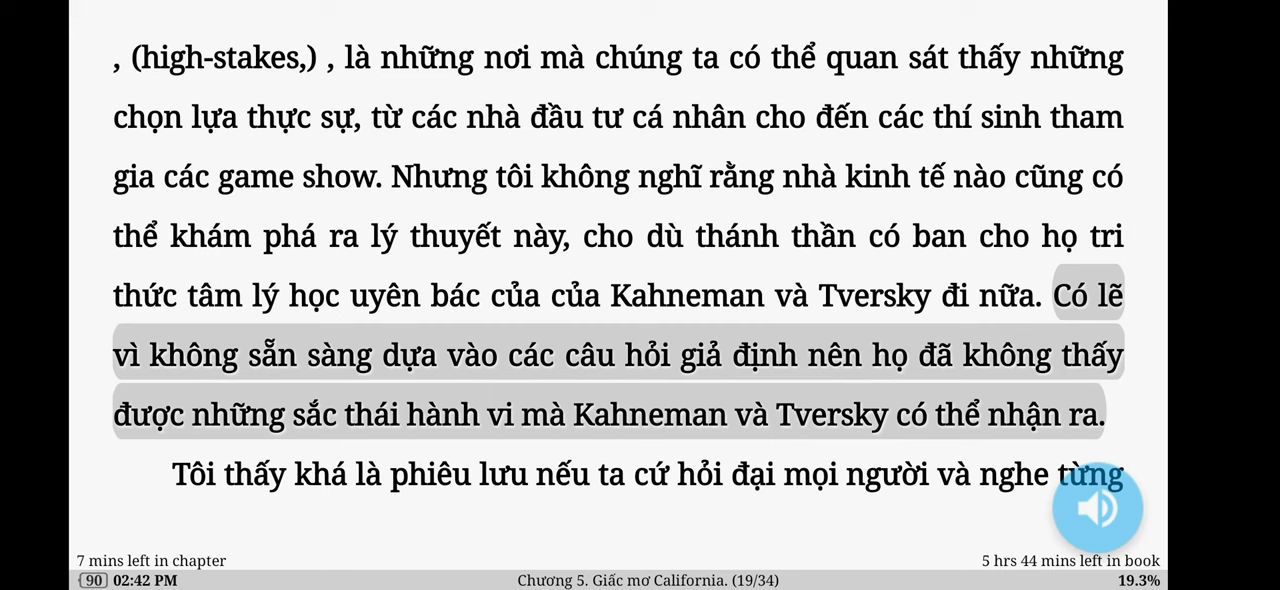 , (high-stakes,) , là những nơi mà chúng ta có thể quan sát thấy những
chọn lựa thực sự, từ các nhà đầu tư cá nhân cho đến các thí sinh tham
gia các game show. Nhưng tôi không nghĩ rằng nhà kinh tế nào cũng có
thể khám phá ra lý thuyết này, cho dù thánh thần có ban cho họ tri
thức tâm lý học uyên bác của của Kahneman và Tversky đi nữa. Có lẽ
vì không sẵn sàng dựa vào các câu hỏi giả định nên họ đã không thấy
được những sắc thái hành vi mà Kahneman và Tversky có thể nhận ra.
Tôi thấy khá là phiêu lưu nếu ta cứ hỏi đại mọi người và nghe từng
7 mins left in chapter 5 hrs 44 mins left in book
90 02:42 PM Chương 5. Giấc mơ California. (19/34) 19.3%